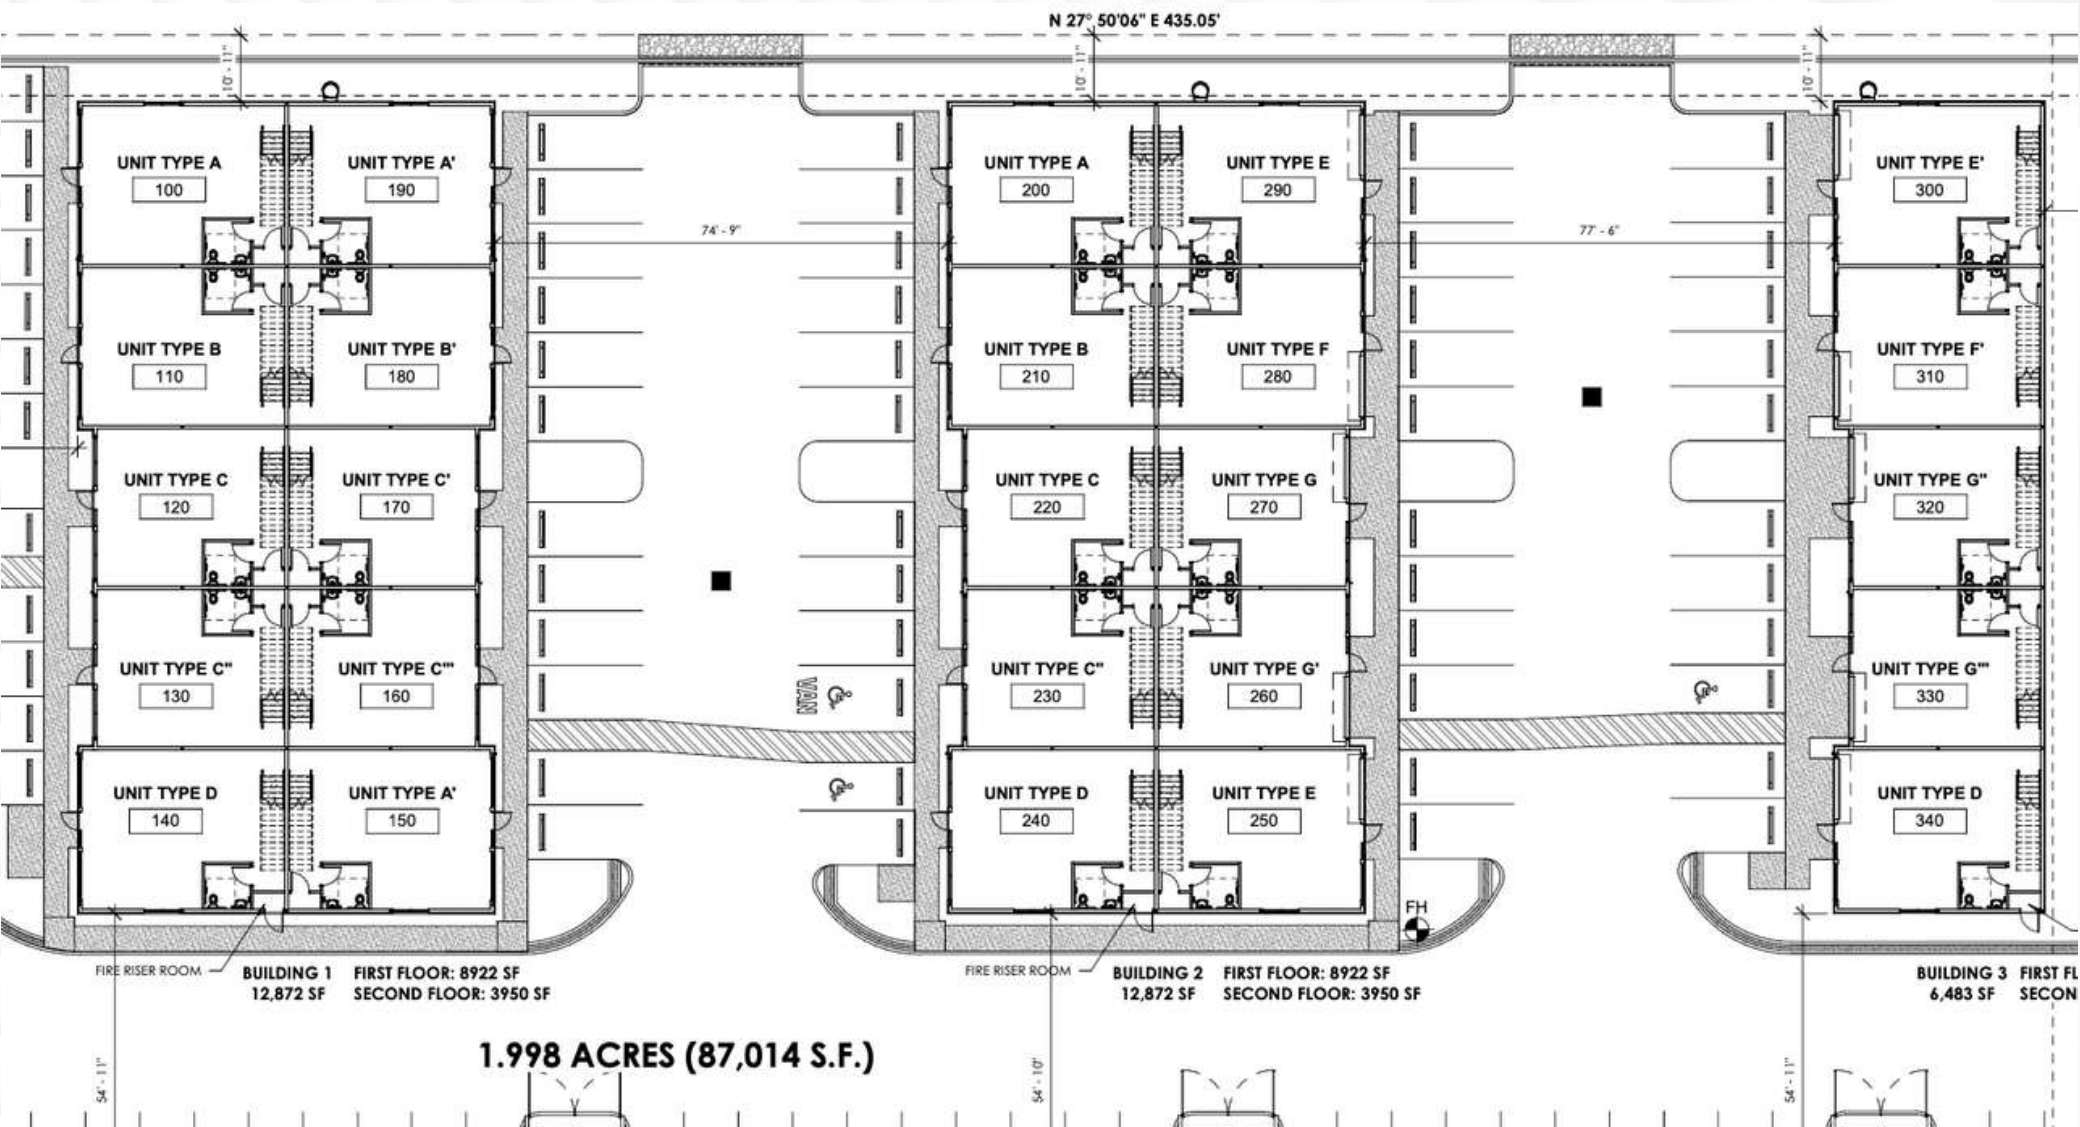 N 27° 50'06" E 435.05'
10' - 11"
10' - 11"
10' - 11"
UNIT TYPE A
100
UNIT TYPE A'
190
UNIT TYPE A
200
UNIT TYPE E
290
UNIT TYPE E'
300
74' - 9"
77' - 6"
UNIT TYPE B
110
UNIT TYPE B'
180
UNIT TYPE B
210
UNIT TYPE F
280
UNIT TYPE F'
310
UNIT TYPE C
120
UNIT TYPE C'
170
UNIT TYPE C
220
UNIT TYPE G
270
UNIT TYPE G"
320
UNIT TYPE C"
130
UNIT TYPE C'"
160
VAN
UNIT TYPE C"
230
UNIT TYPE G'
260
UNIT TYPE G'"
330
UNIT TYPE D
140
UNIT TYPE A'
150
UNIT TYPE D
240
UNIT TYPE E
250
UNIT TYPE D
340
FH
FIRE RISER ROOM
BUILDING 1 FIRST FLOOR: 8922 SF
12,872 SF SECOND FLOOR: 3950 SF
FIRE RISER ROOM
BUILDING 2 FIRST FLOOR: 8922 SF
12,872 SF SECOND FLOOR: 3950 SF
BUILDING 3 FIRST FL
6,483 SF SECON
1.998 ACRES (87,014 S.F.)
54' - 11"
54' - 10"
54' - 11"